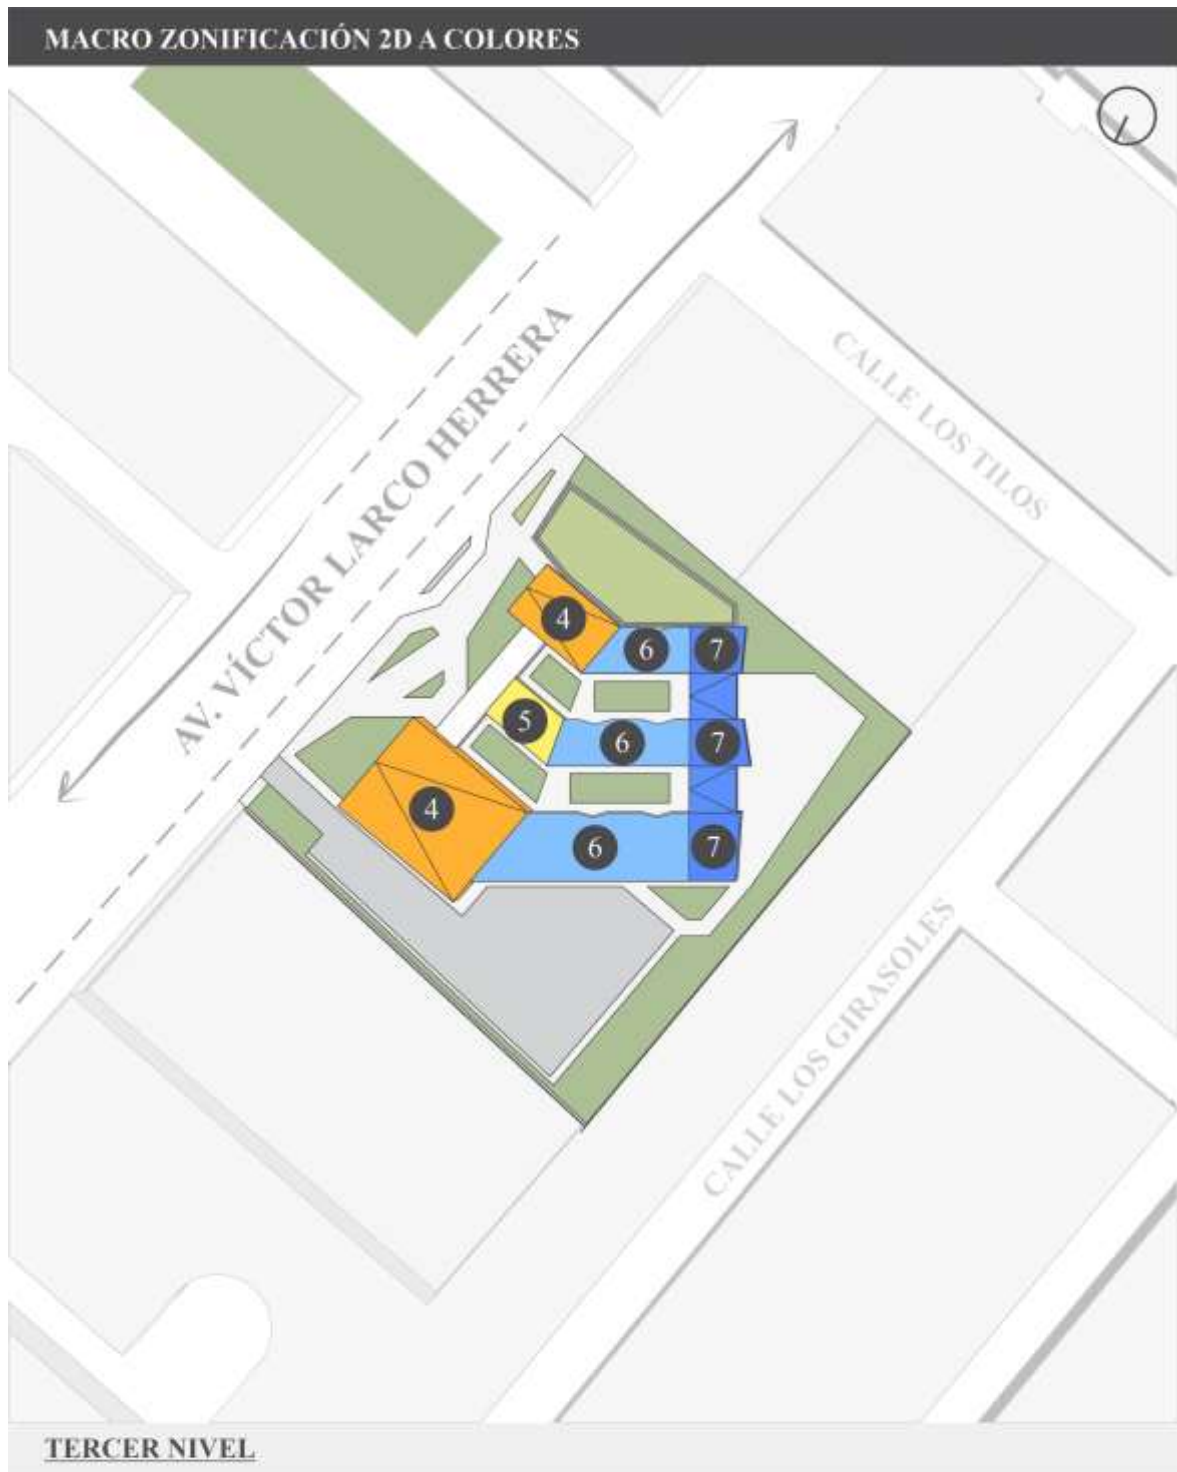 MACRO ZONIFICACIÓN 2D A COLORES
AV. VÍCTOR LARCO HERRERA
CALLE LOS TILOS
4
6
7
5
6
7
4
6
7
CALLE LOS GIRASOLES
TERCER NIVEL